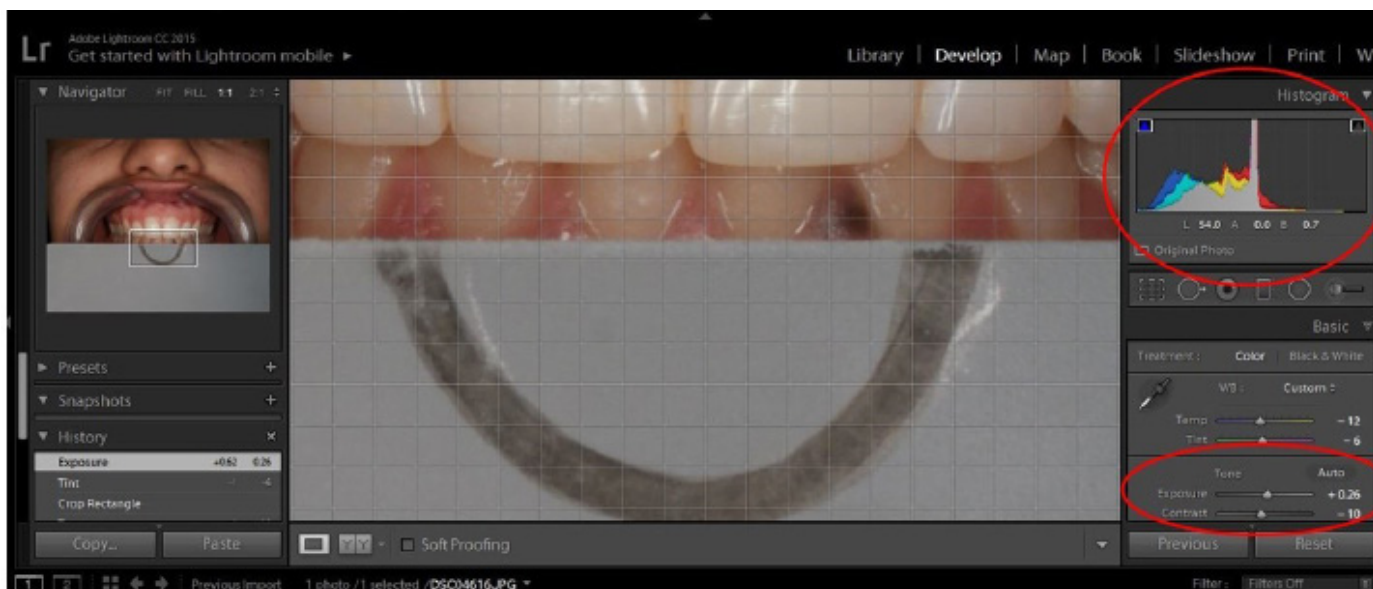 Lr
Adobe Lightroom CC 2015
Get started with Lightroom mobile
Library | Develop | Map | Book | Slideshow | Print | W
Navigator FIT FILL 1:1 2:1
Presets +
Snapshots +
History ×
Exposure +0.62 0.26
Tint
Crop Rectangle
Copy... Paste
Soft Proofing
Histogram
L 54.0 A 0.0 B 0.7
Original Photo
Basic
Treatment : Color | Black & White
WB : Custom
Temp - 12
Tint - 6
Tone Auto
Exposure + 0.26
Contrast - 10
Previous Reset
1 2 Previous Import 1 photo / 1 selected / DSC04616.JPG
Filter : Filters Off